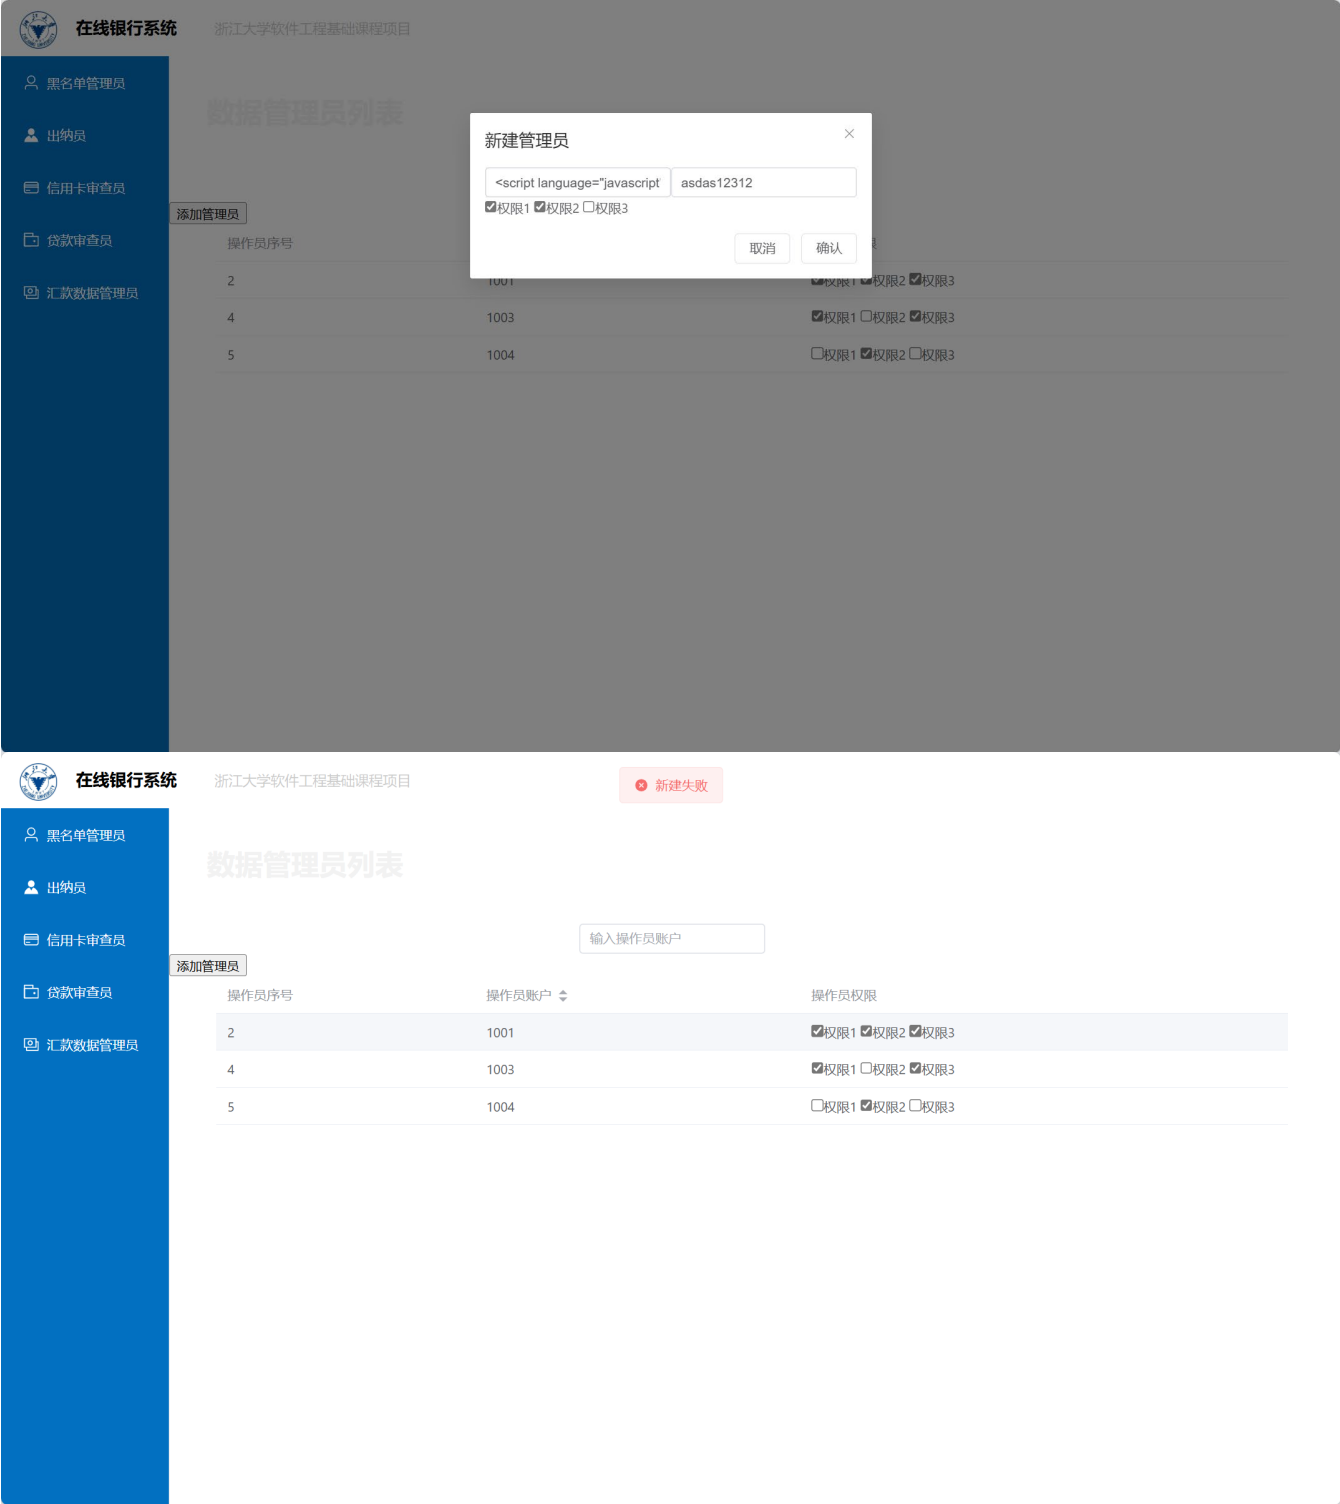 在线银行系统 浙江大学软件工程基础课程项目
黑名单管理员
数据管理员列表
新建管理员
出纳员
<script language="javascript asdas12312
信用卡审查员
权限1 权限2 权限3
添加管理员
贷款审查员
操作员序号
取消 确认
2 1001 权限1 权限2 权限3
汇款数据管理员
4 1003 权限1 权限2 权限3
5 1004 权限1 权限2 权限3
在线银行系统 浙江大学软件工程基础课程项目
新建失败
黑名单管理员
数据管理员列表
出纳员
信用卡审查员
输入操作员账户
添加管理员
贷款审查员
操作员序号 操作员账户 操作员权限
2 1001 权限1 权限2 权限3
汇款数据管理员
4 1003 权限1 权限2 权限3
5 1004 权限1 权限2 权限3